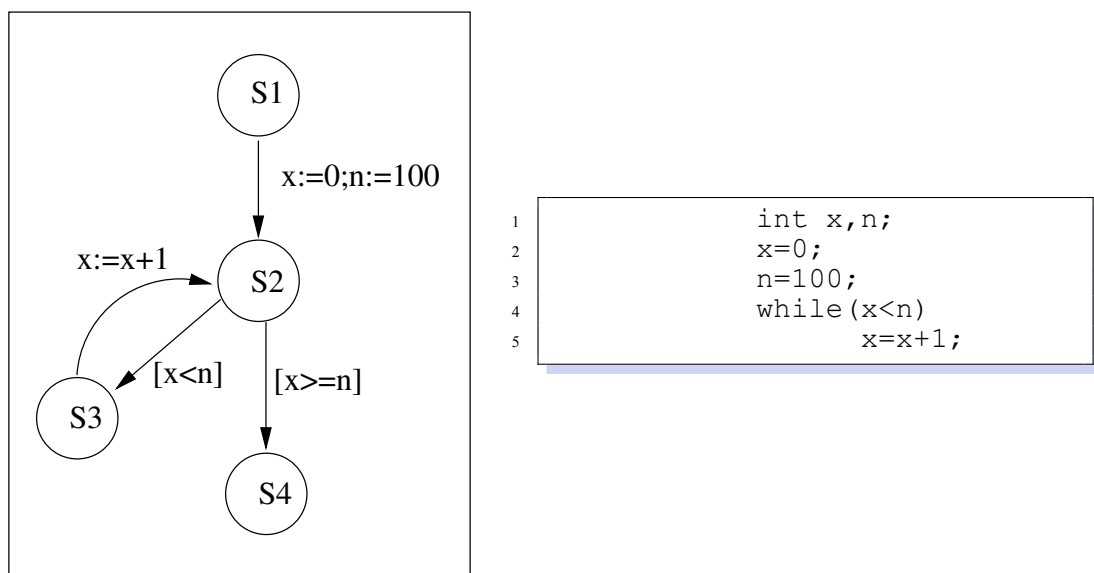 S1
x:=0;n:=100
x:=x+1
S2
[x<n]
[x>=n]
S3
S4
1 int x,n;
2 x=0;
3 n=100;
4 while(x<n)
5 x=x+1;